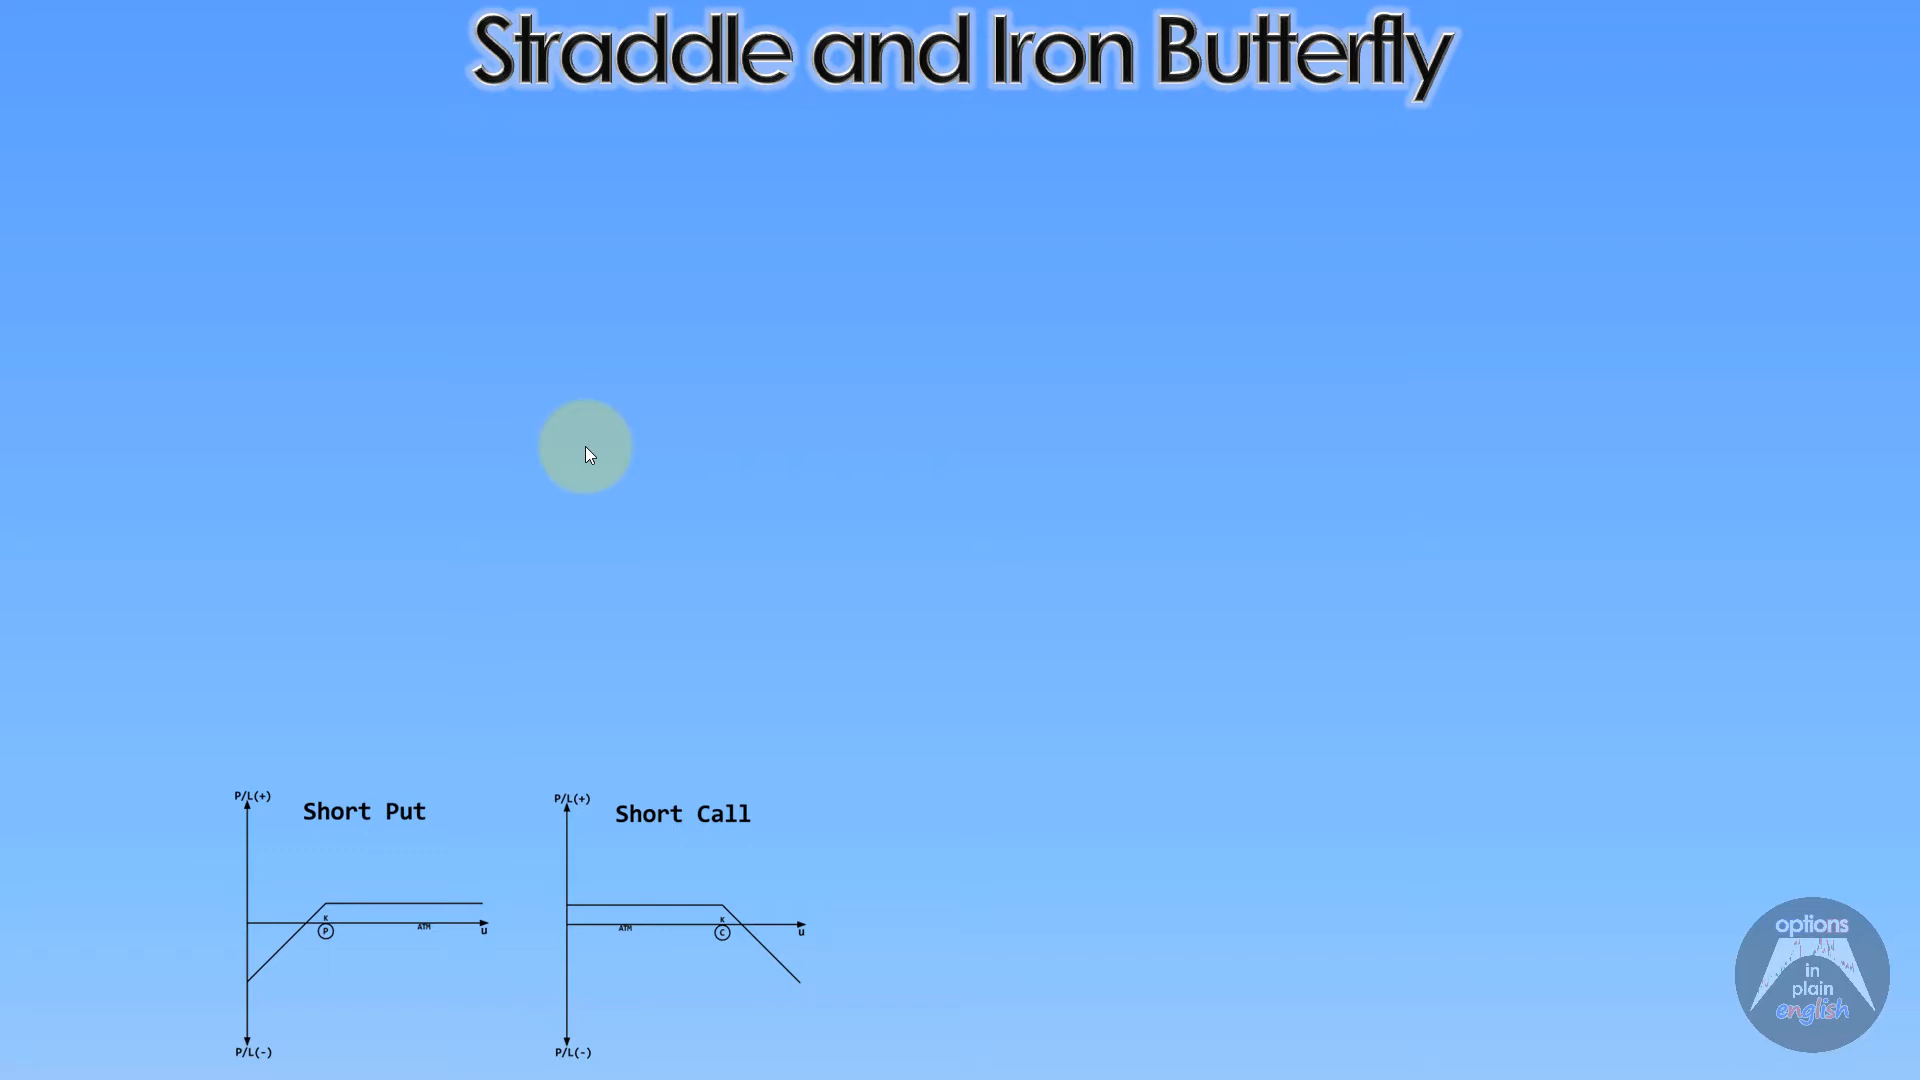 Straddle and Iron Butterfly
P/L(+)
Short Put
K
P
ATM
u
P/L(-)
P/L(+)
Short Call
ATM
K
C
u
P/L(-)
options
in
plain
english